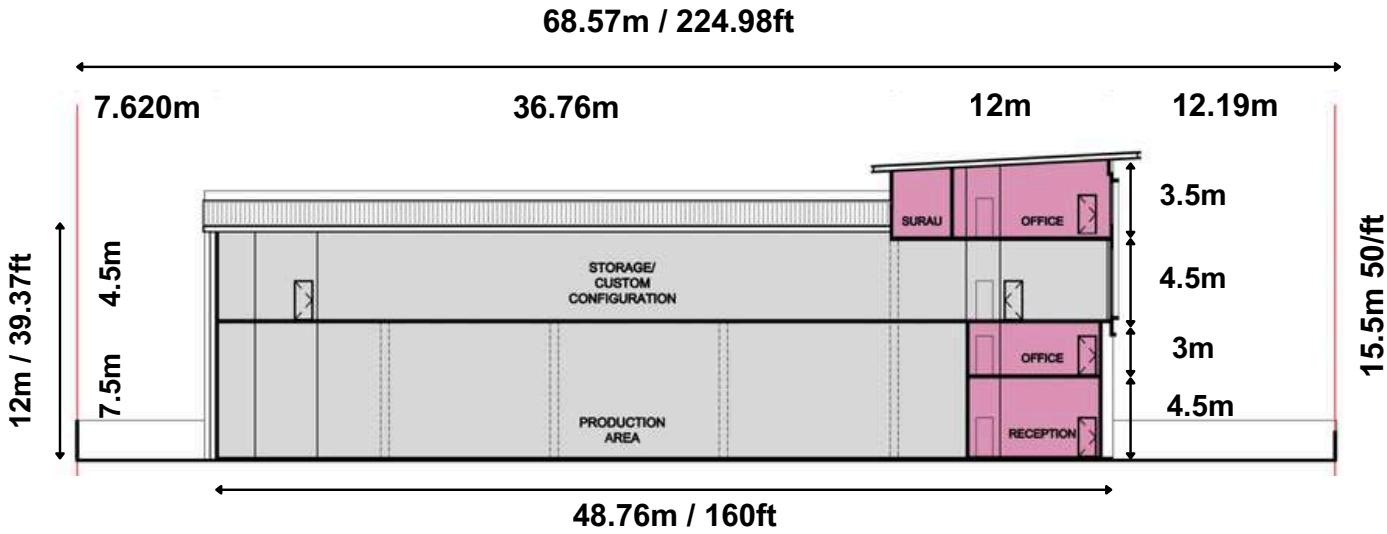 68.57m / 224.98ft
7.620m
36.76m
12m
12.19m
3.5m
SURAU
OFFICE
15.5m 50/ft
12m / 39.37ft
4.5m
STORAGE/
CUSTOM
CONFIGURATION
4.5m
OFFICE
3m
7.5m
4.5m
PRODUCTION
AREA
RECEPTION
48.76m / 160ft